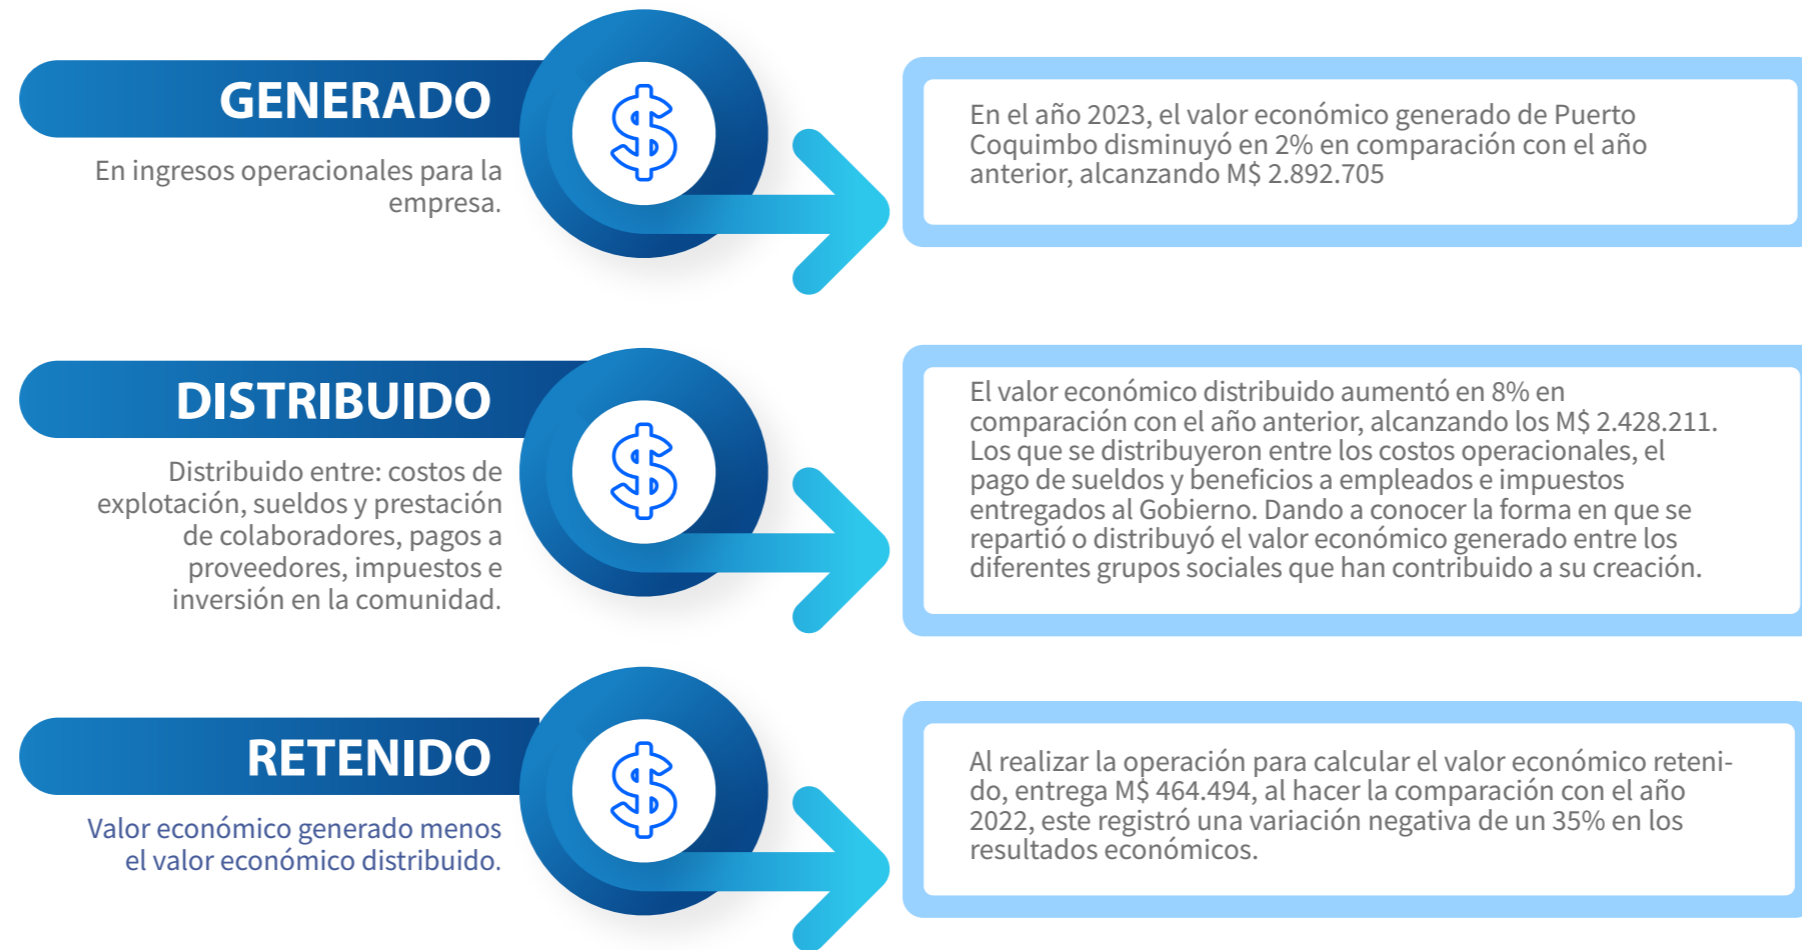 GENERADO
En ingresos operacionales para la
empresa.
$
En el año 2023, el valor económico generado de Puerto
Coquimbo disminuyó en 2% en comparación con el año
anterior, alcanzando M$ 2.892.705
DISTRIBUIDO
Distribuido entre: costos de
explotación, sueldos y prestación
de colaboradores, pagos a
proveedores, impuestos e
inversión en la comunidad.
$
El valor económico distribuido aumentó en 8% en
comparación con el año anterior, alcanzando los M$ 2.428.211.
Los que se distribuyeron entre los costos operacionales, el
pago de sueldos y beneficios a empleados e impuestos
entregados al Gobierno. Dando a conocer la forma en que se
repartió o distribuyó el valor económico generado entre los
diferentes grupos sociales que han contribuido a su creación.
RETENIDO
Valor económico generado menos
el valor económico distribuido.
$
Al realizar la operación para calcular el valor económico reteni-
do, entrega M$ 464.494, al hacer la comparación con el año
2022, este registró una variación negativa de un 35% en los
resultados económicos.